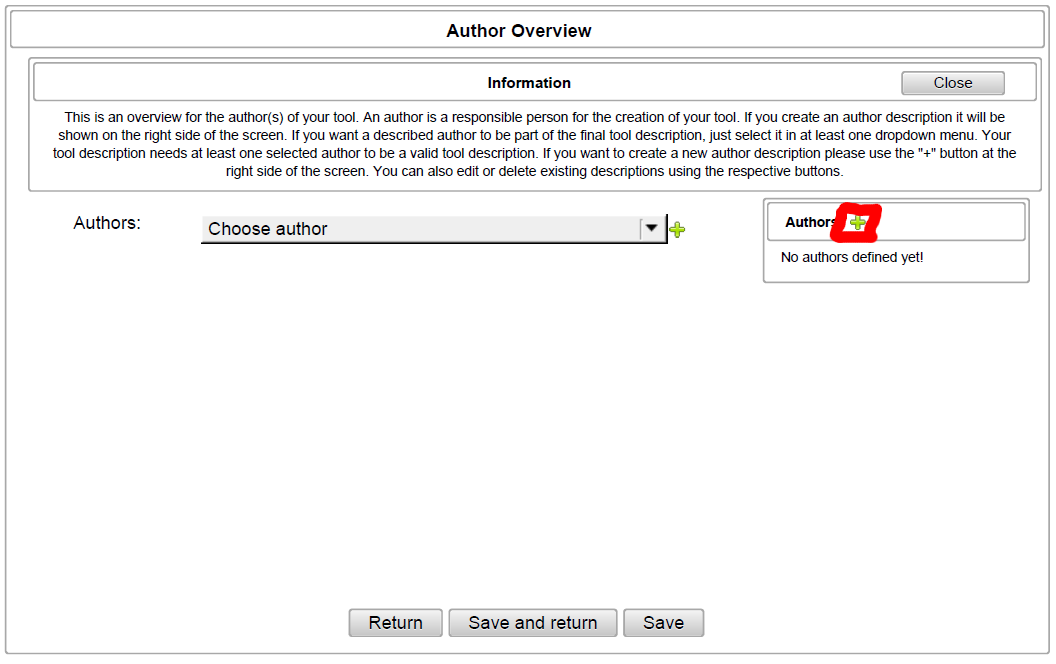 Author Overview
Information
Close
This is an overview for the author(s) of your tool. An author is a responsible person for the creation of your tool. If you create an author description it will be
shown on the right side of the screen. If you want a described author to be part of the final tool description, just select it in at least one dropdown menu. Your
tool description needs at least one selected author to be a valid tool description. If you want to create a new author description please use the "+" button at the
right side of the screen. You can also edit or delete existing descriptions using the respective buttons.
Authors:
Choose author
Authors
No authors defined yet!
Return
Save and return
Save